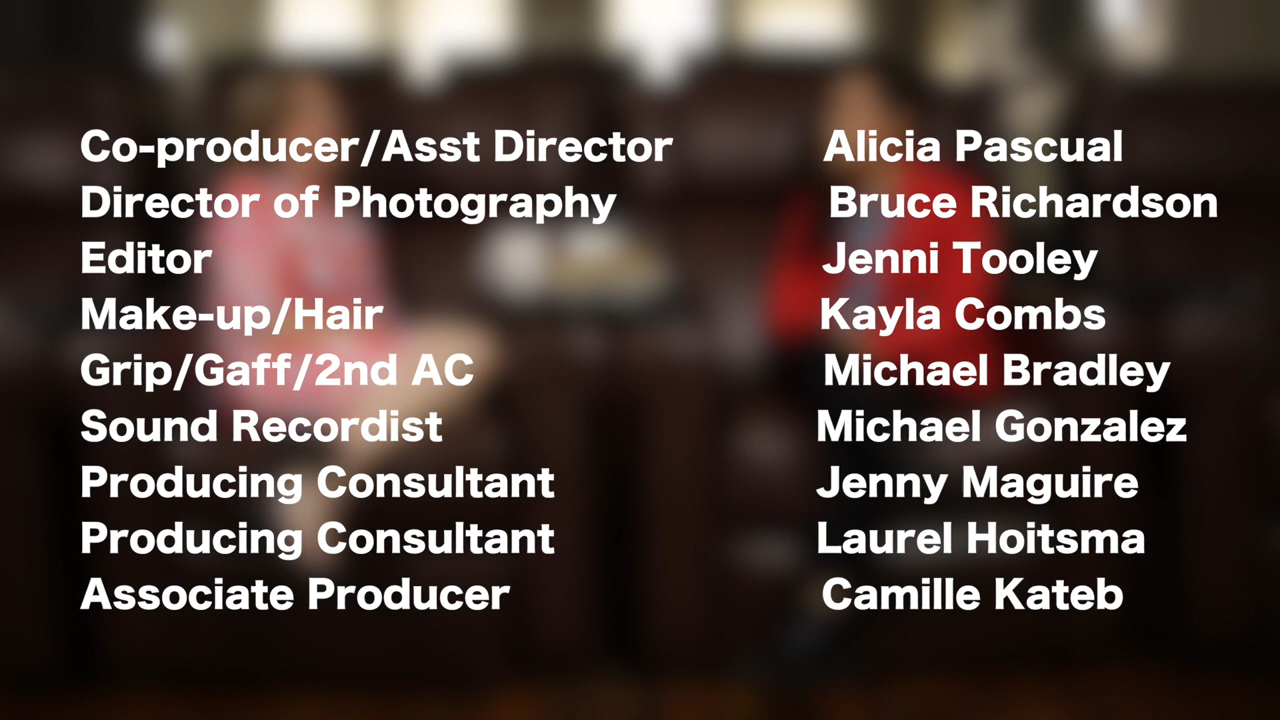 Co-producer/Asst Director Alicia Pascual
Director of Photography Bruce Richardson
Editor Jenni Tooley
Make-up/Hair Kayla Combs
Grip/Gaff/2nd AC Michael Bradley
Sound Recordist Michael Gonzalez
Producing Consultant Jenny Maguire
Producing Consultant Laurel Hoitsma
Associate Producer Camille Kateb